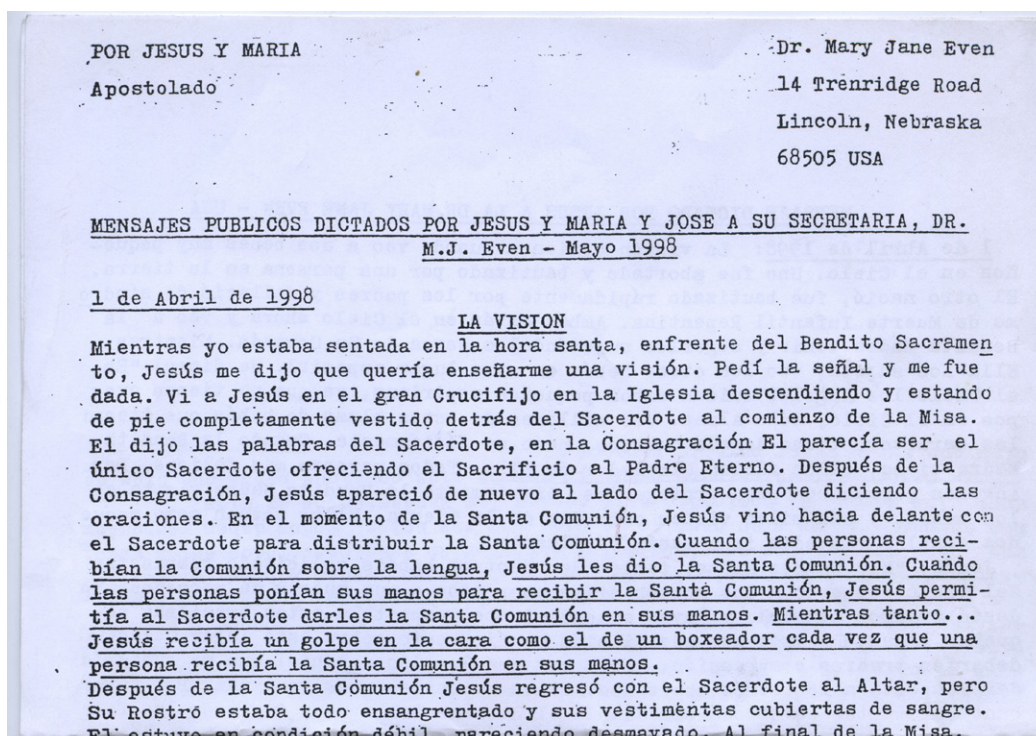 POR JESUS Y MARIA
Apostolado
Dr. Mary Jane Even
14 Trenridge Road
Lincoln, Nebraska
68505 USA
MENSAJES PUBLICOS DICTADOS POR JESUS Y MARIA Y JOSE A SU SECRETARIA, DR.
M.J. Even - Mayo 1998
1 de Abril de 1998
LA VISION
Mientras yo estaba sentada en la hora santa, enfrente del Bendito Sacramen
to, Jesús me dijo que quería enseñarme una visión. Pedí la señal y me fue
dada. Vi a Jesús en el gran Crucifijo en la Iglesia descendiendo y estando
de pie completamente vestido detrás del Sacerdote al comienzo de la Misa.
El dijo las palabras del Sacerdote, en la Consagración El parecía ser el
único Sacerdote ofreciendo el Sacrificio al Padre Eterno. Después de la
Consagración, Jesús apareció de nuevo al lado del Sacerdote diciendo las
oraciones. En el momento de la Santa Comunión, Jesús vino hacia delante con
el Sacerdote para distribuir la Santa Comunión. Cuando las personas reci-
bían la Comunión sobre la lengua, Jesús les dio la Santa Comunión. Cuando
las personas ponían sus manos para recibir la Santa Comunión, Jesús permi-
tía al Sacerdote darles la Santa Comunión en sus manos. Mientras tanto...
Jesús recibía un golpe en la cara como el de un boxeador cada vez que una
persona recibía la Santa Comunión en sus manos.
Después de la Santa Comunión Jesús regresó con el Sacerdote al Altar, pero
Su Rostro estaba todo ensangrentado y sus vestimentas cubiertas de sangre.
El estuvo en condición débil, pareciendo desmayado. Al final de la Misa,